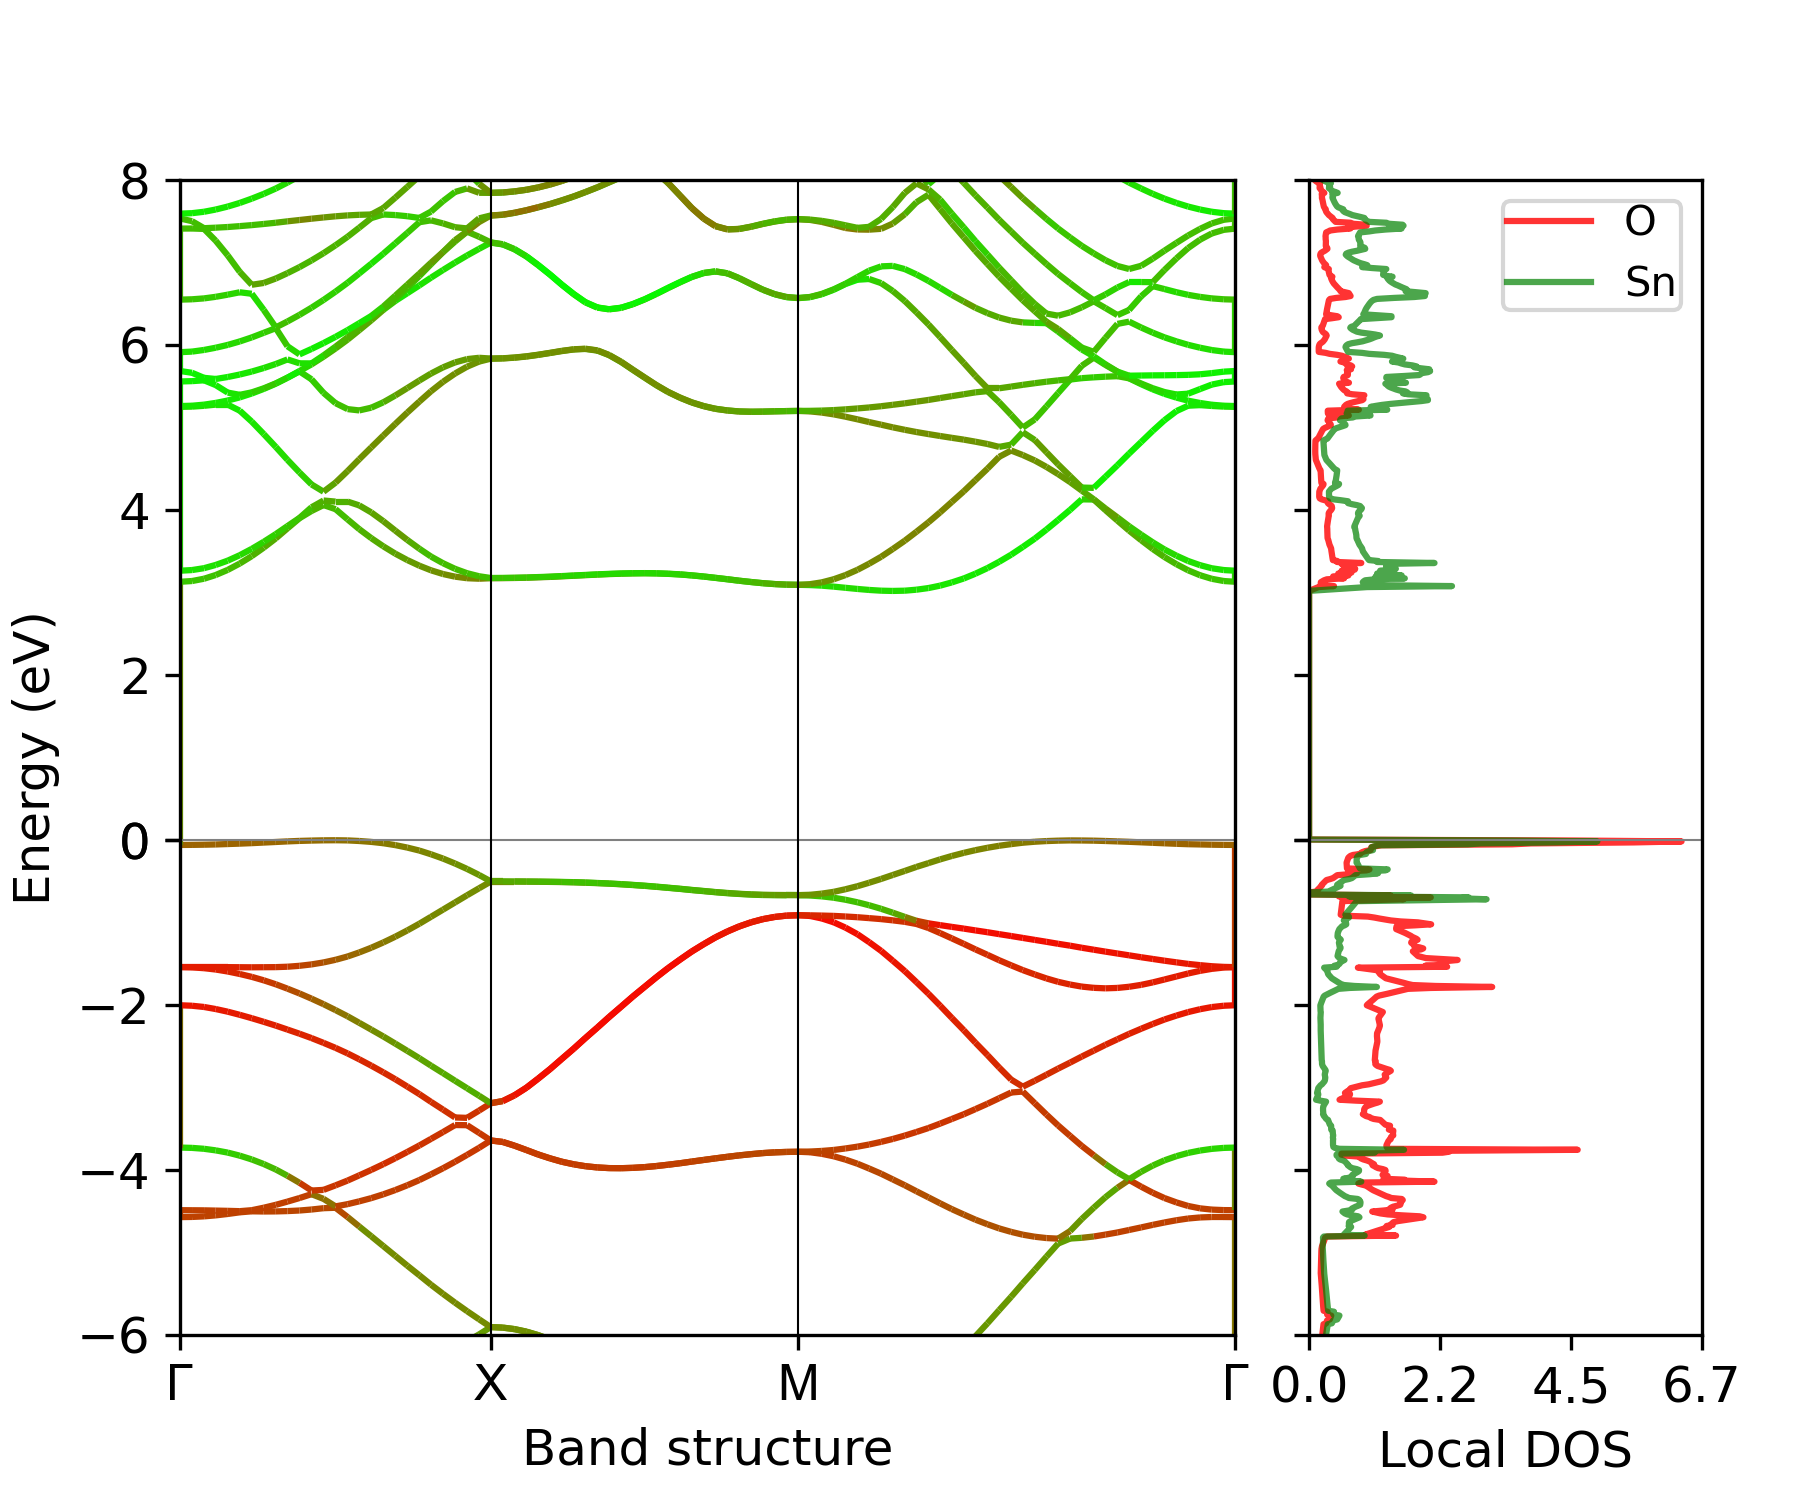 8
6
4
2
0
−2
−4
−6
Energy (eV)
Γ X M Γ
Band structure
O
Sn
0.0 2.2 4.5 6.7
Local DOS